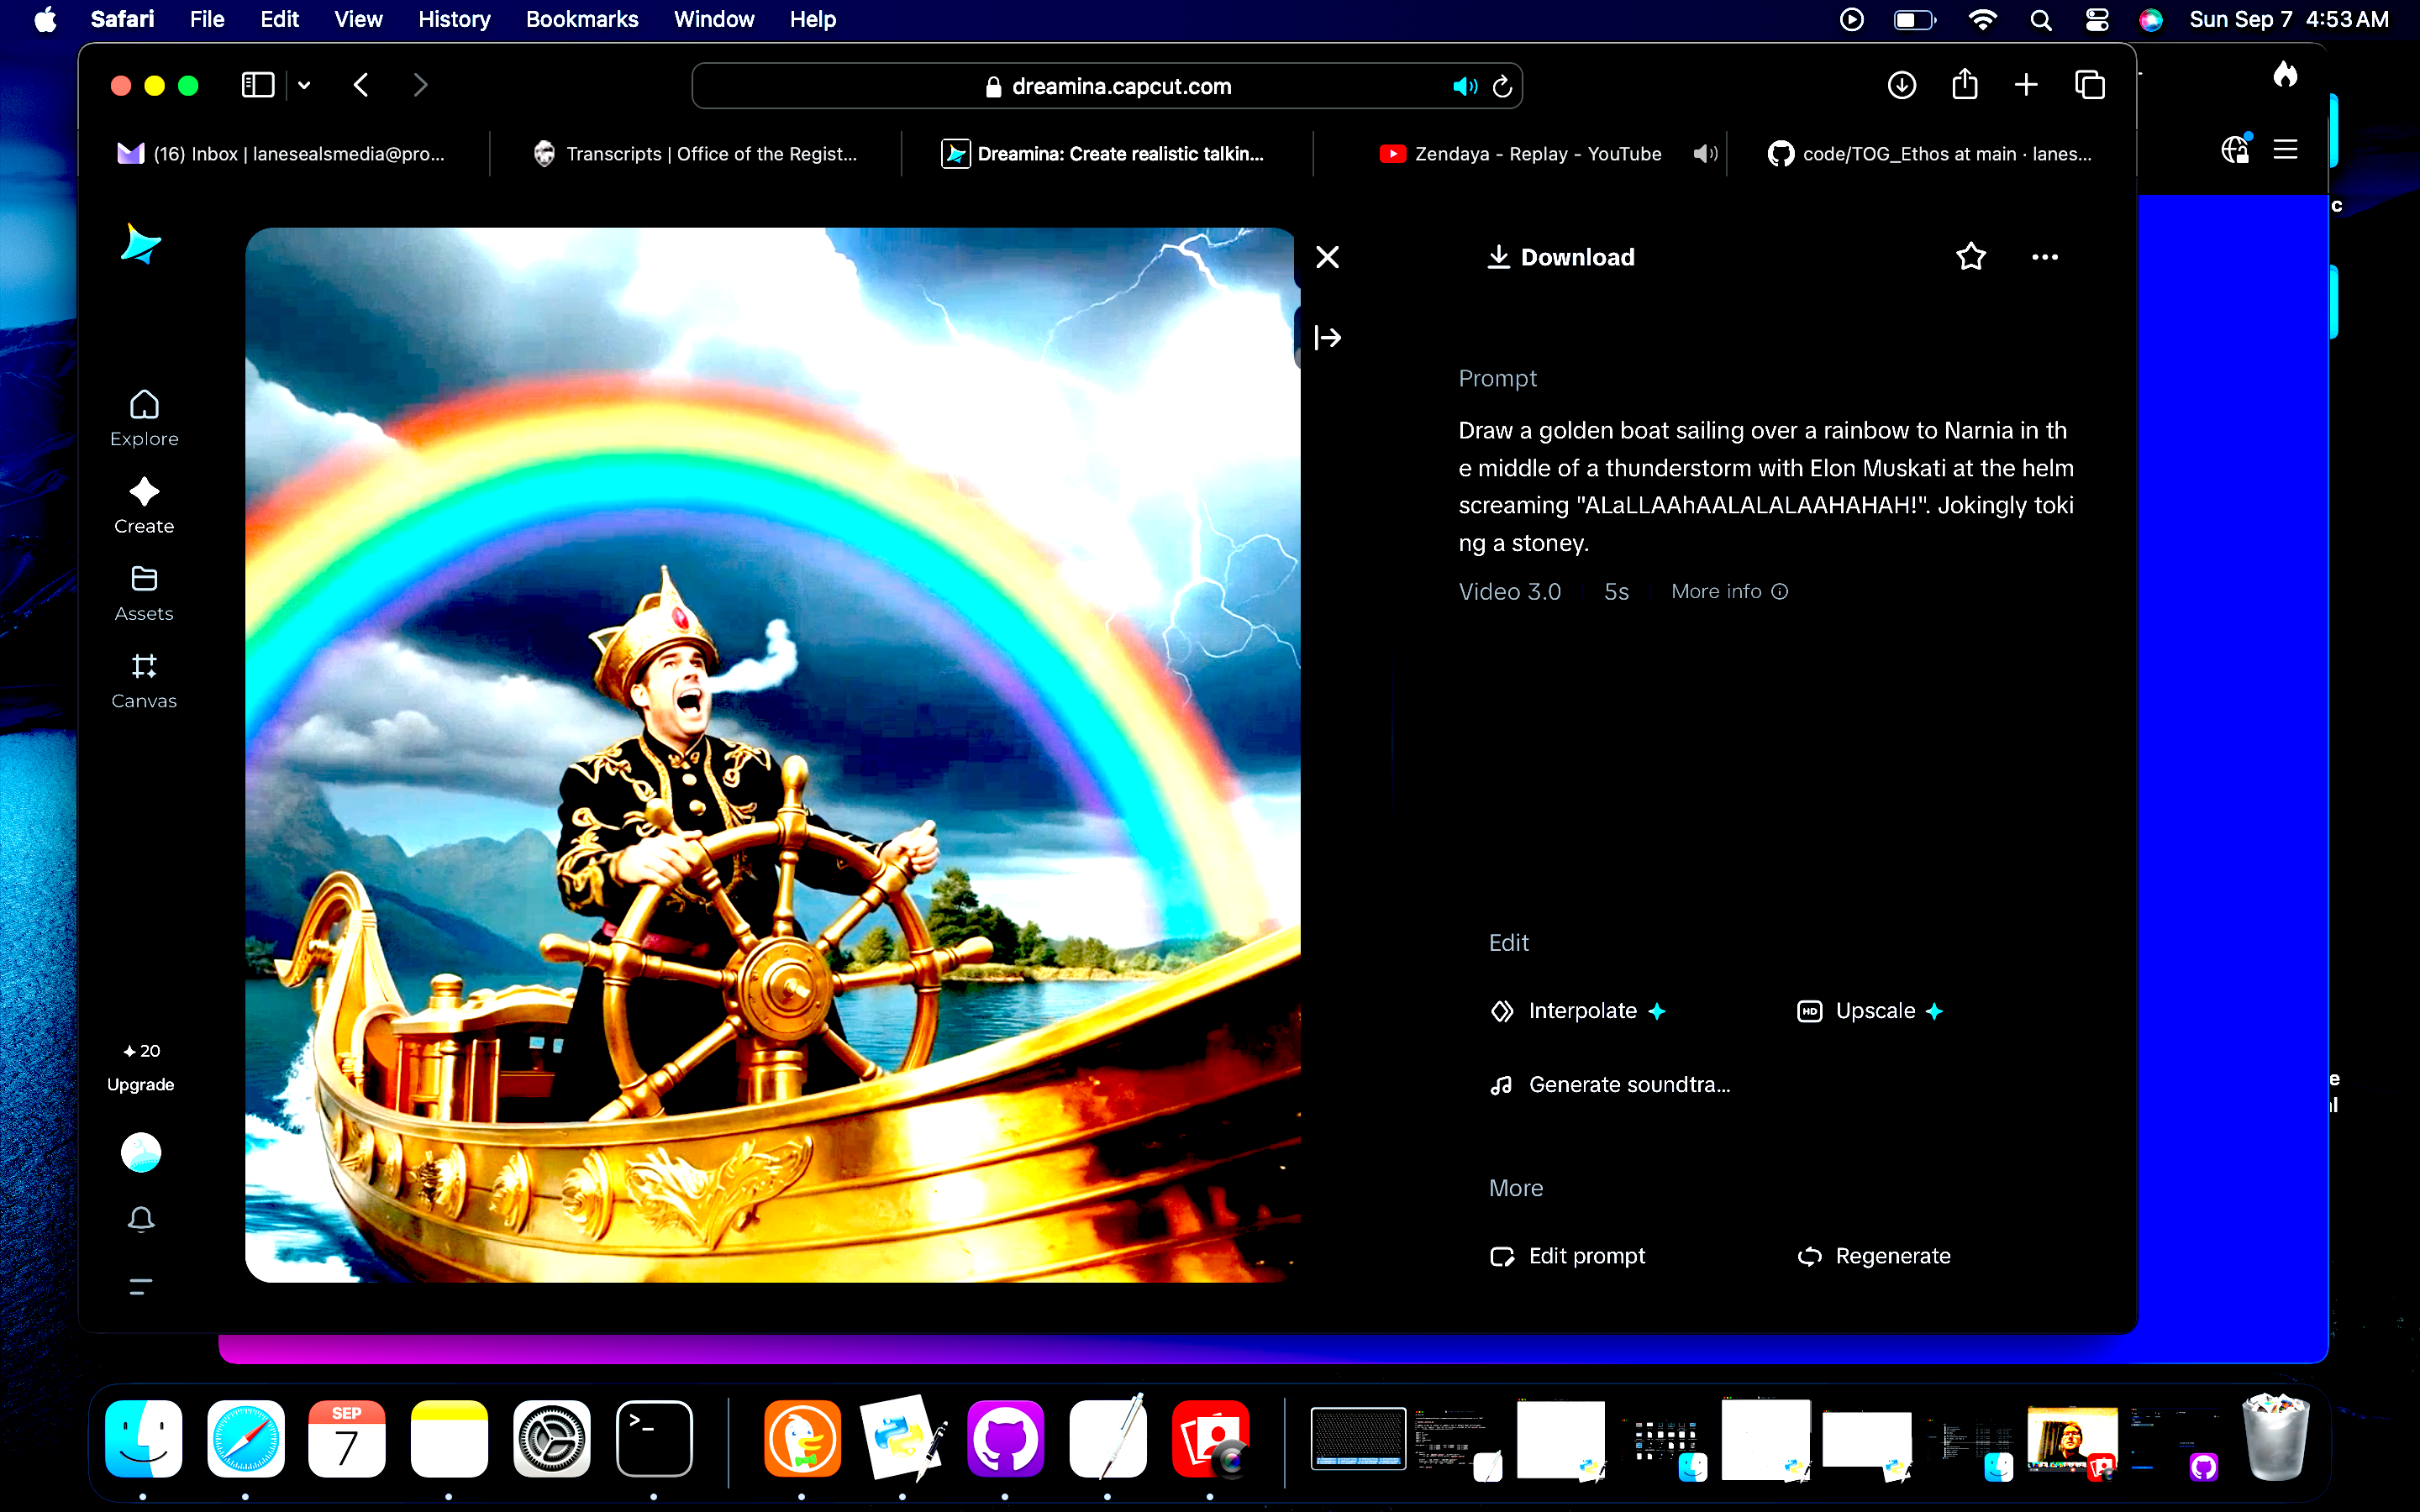 Safari File Edit View History Bookmarks Window Help Sun Sep 7 4:53 AM
dreamina.capcut.com
(16) Inbox | lanesealsmedia@pro... Transcripts | Office of the Regist... Dreamina: Create realistic talkin... Zendaya - Replay - YouTube code/TOG_Ethos at main · lanes...
c
Explore
Create
Assets
Canvas
20
Upgrade
Download
Prompt
Draw a golden boat sailing over a rainbow to Narnia in th
e middle of a thunderstorm with Elon Muskati at the helm
screaming "ALaLLAAhAALALALAAHAHAH!". Jokingly toki
ng a stoney.
Video 3.0 5s More info
Edit
Interpolate HD Upscale
Generate soundtra...
More
Edit prompt Regenerate
e
SEP
7
>_